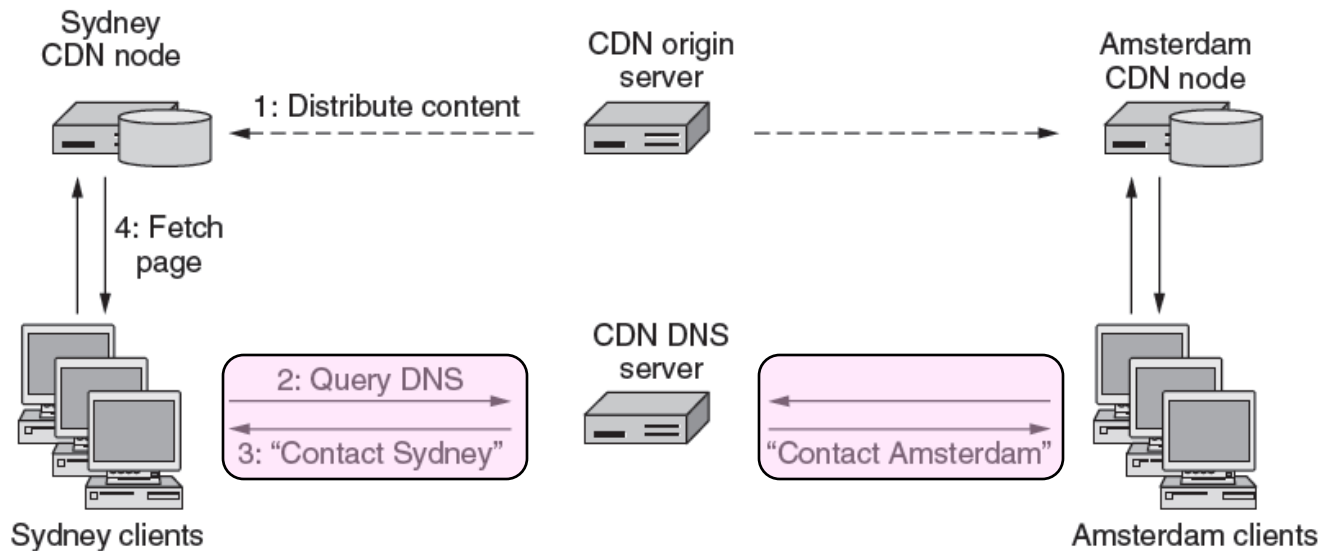 Sydney
CDN node
CDN origin
server
Amsterdam
CDN node
1: Distribute content
4: Fetch
page
CDN DNS
server
2: Query DNS
3: “Contact Sydney”
“Contact Amsterdam”
Sydney clients
Amsterdam clients